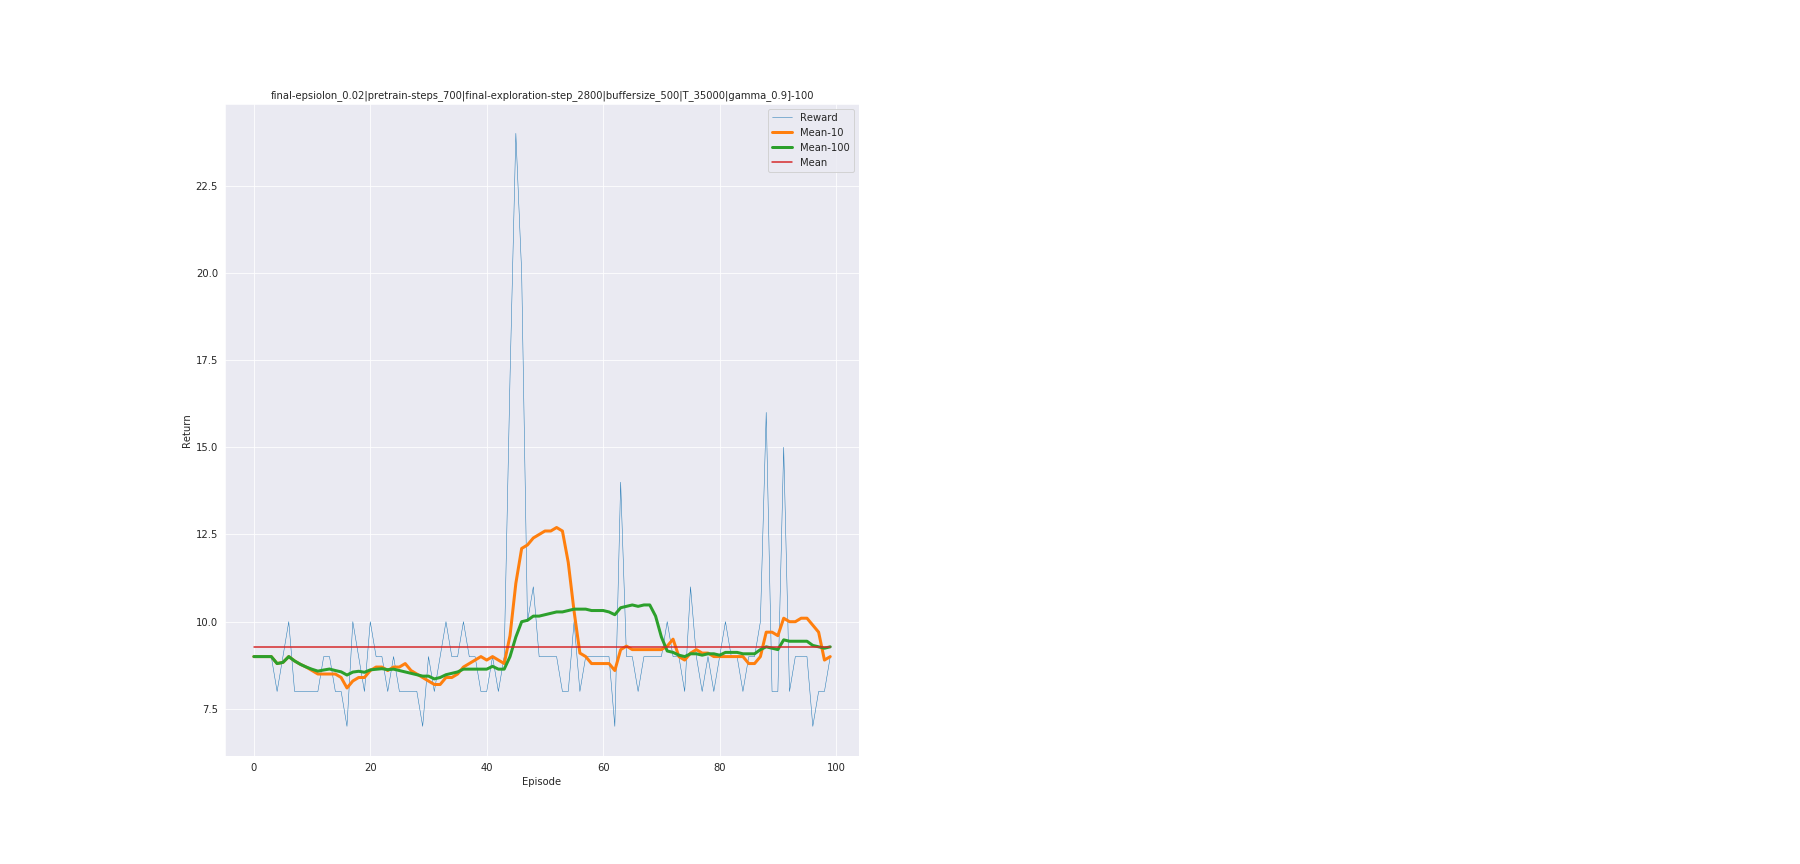 final-epsiolon_0.02|pretrain-steps_700|final-exploration-step_2800|buffersize_500|T_35000|gamma_0.9]-100
Reward
Mean-10
Mean-100
Mean
22.5
20.0
17.5
15.0
12.5
10.0
7.5
Return
0 20 40 60 80 100
Episode